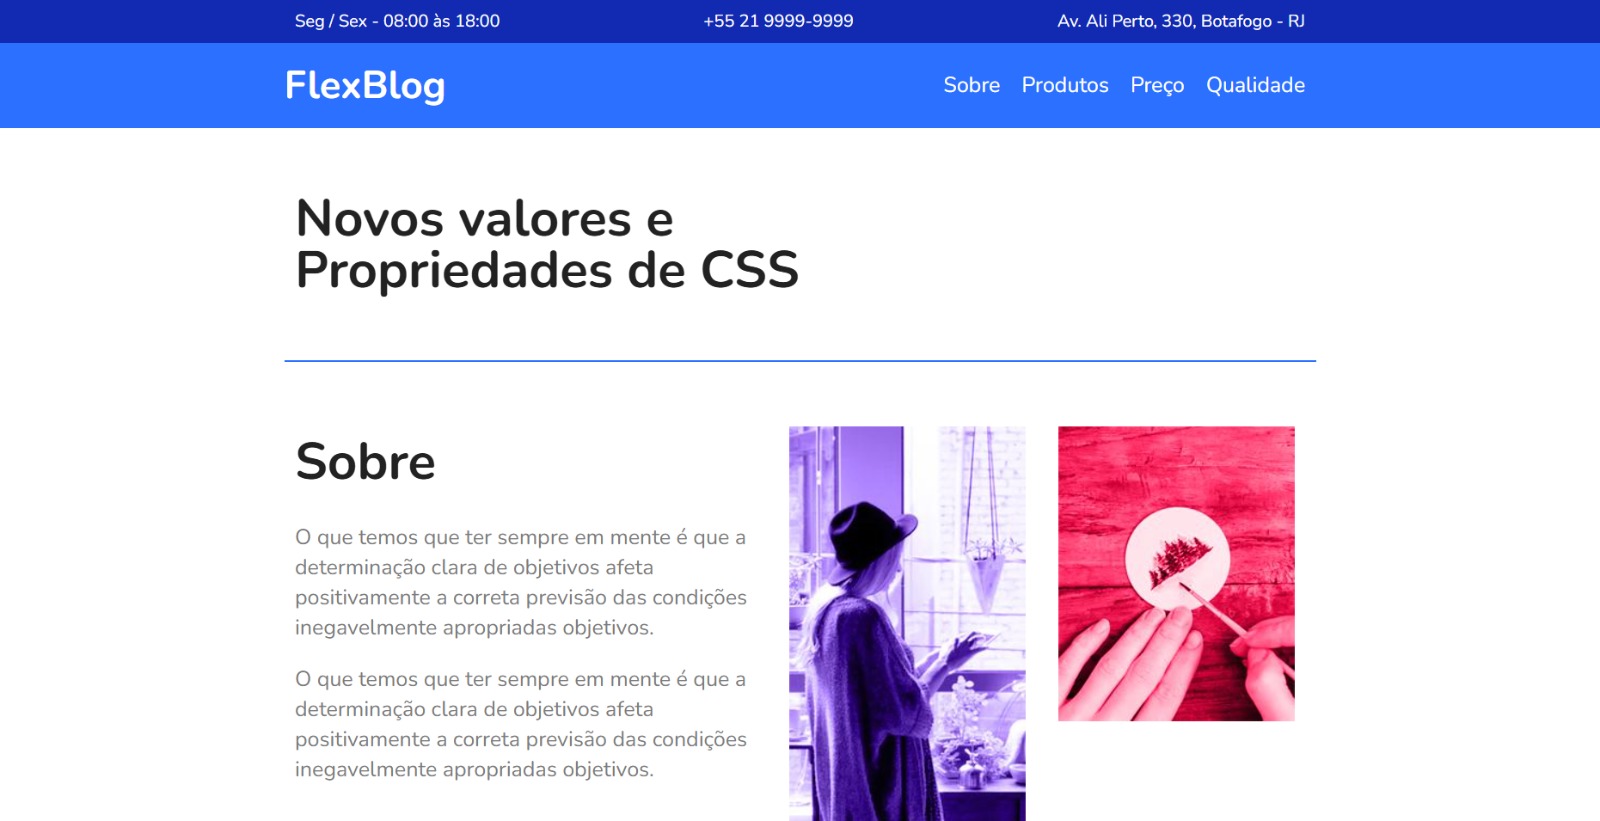 Seg / Sex - 08:00 às 18:00
+55 21 9999-9999
Av. Ali Perto, 330, Botafogo - RJ
FlexBlog
Sobre Produtos Preço Qualidade
Novos valores e
Propriedades de CSS
Sobre
O que temos que ter sempre em mente é que a
determinação clara de objetivos afeta
positivamente a correta previsão das condições
inegavelmente apropriadas objetivos.
O que temos que ter sempre em mente é que a
determinação clara de objetivos afeta
positivamente a correta previsão das condições
inegavelmente apropriadas objetivos.